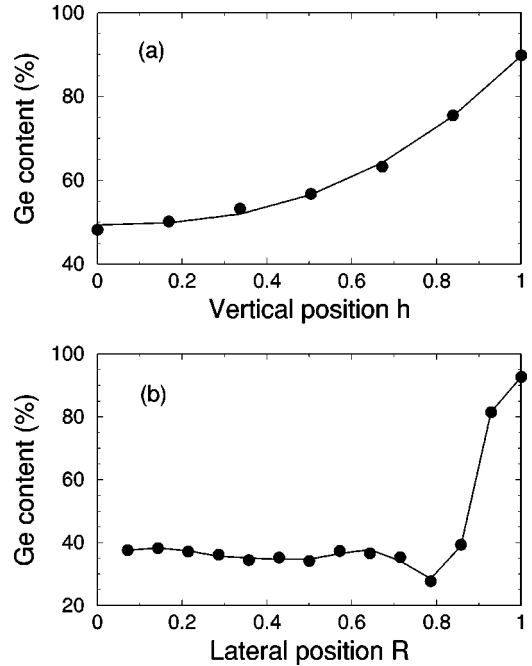 100
(a)
80
Ge content (%)
60
40
0 0.2 0.4 0.6 0.8 1
Vertical position h
100
(b)
80
Ge content (%)
60
40
20
0 0.2 0.4 0.6 0.8 1
Lateral position R